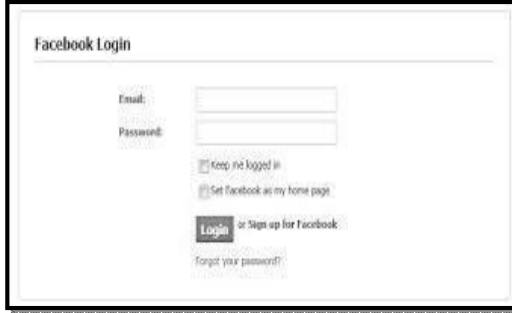 Facebook Login
Email:
Password:
Keep me logged in
Set Facebook as my home page
Login or Sign up for Facebook
Forgot your password?